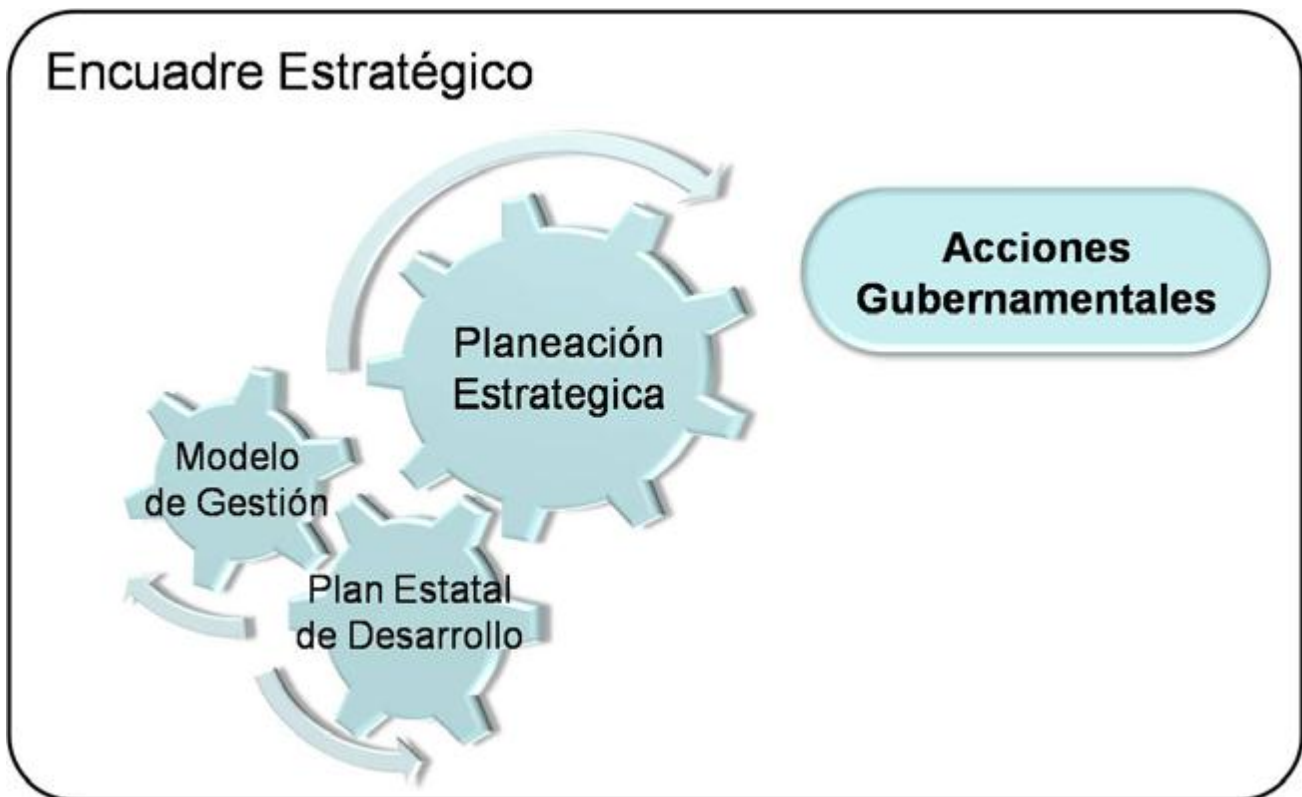 Encuadre Estratégico
Acciones
Gubernamentales
Planeación
Estrategica
Modelo
de Gestión
Plan Estatal
de Desarrollo